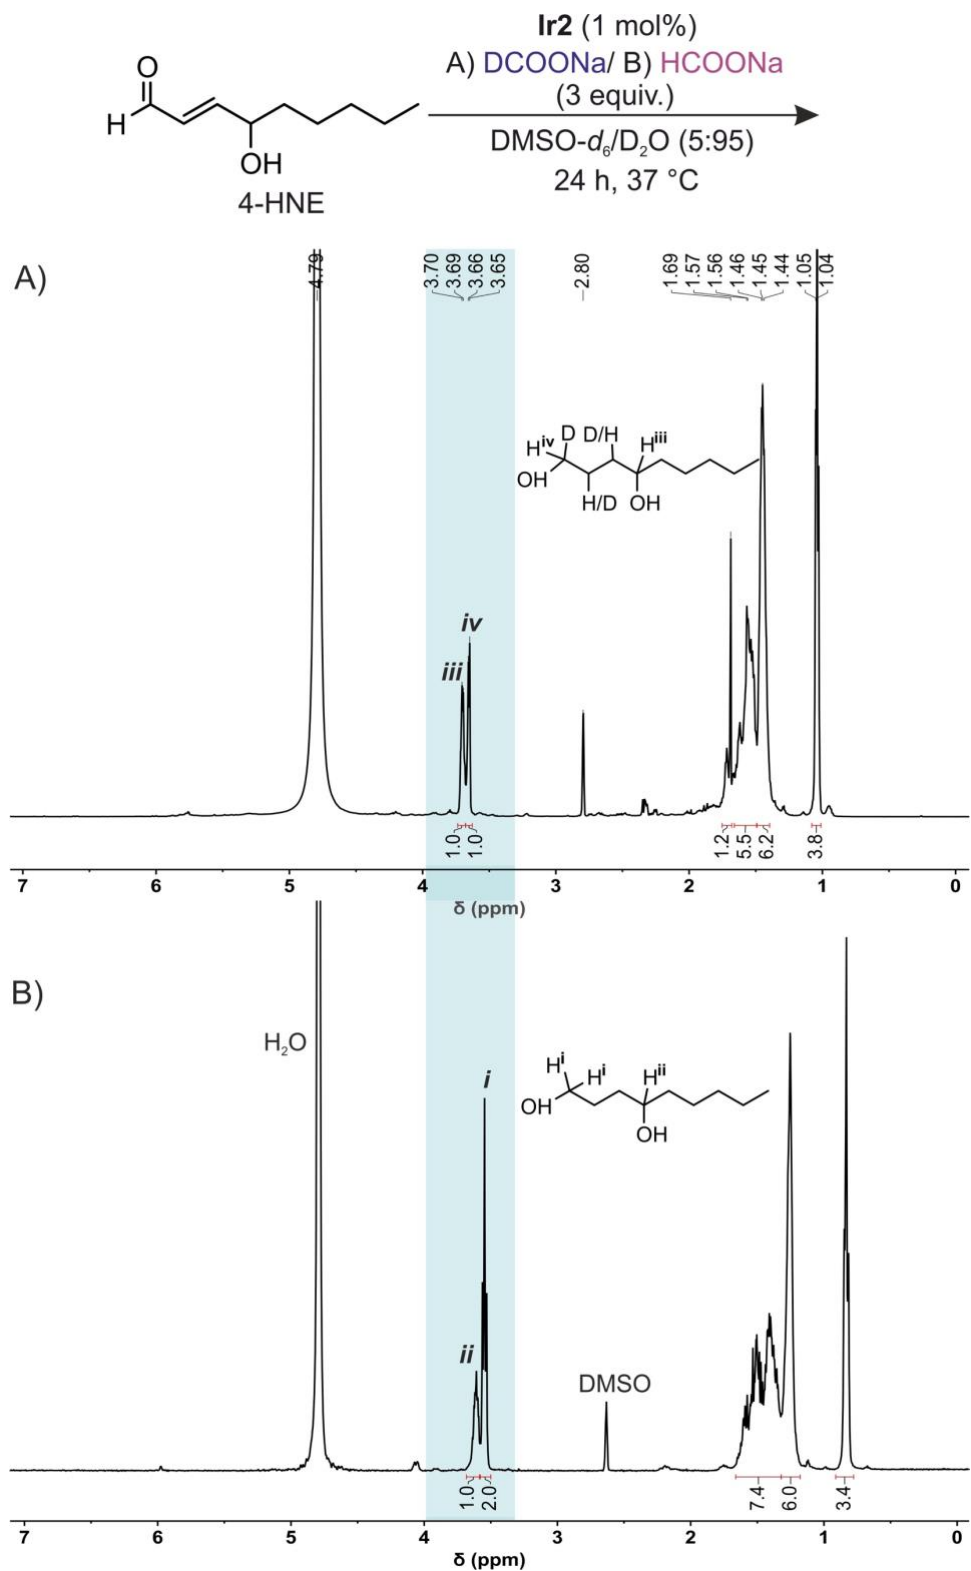 Ir2 (1 mol%)
A) DCOONa/ B) HCOONa
(3 equiv.)
DMSO-d₆/D₂O (5:95)
24 h, 37 °C
O
H
OH
4-HNE
A)
4.79
3.70
3.69
3.66
3.65
2.80
1.69
1.57
1.56
1.46
1.45
1.44
1.05
1.04
Hⁱᵛ D D/H Hⁱⁱⁱ
OH
H/D OH
iv
iii
1.0
1.0
1.2
5.5
6.2
3.8
7 6 5 4 3 2 1 0
δ (ppm)
B)
H₂O
i
Hⁱ
Hⁱ Hⁱⁱ
OH
OH
ii
DMSO
1.0
2.0
7.4
6.0
3.4
7 6 5 4 3 2 1 0
δ (ppm)